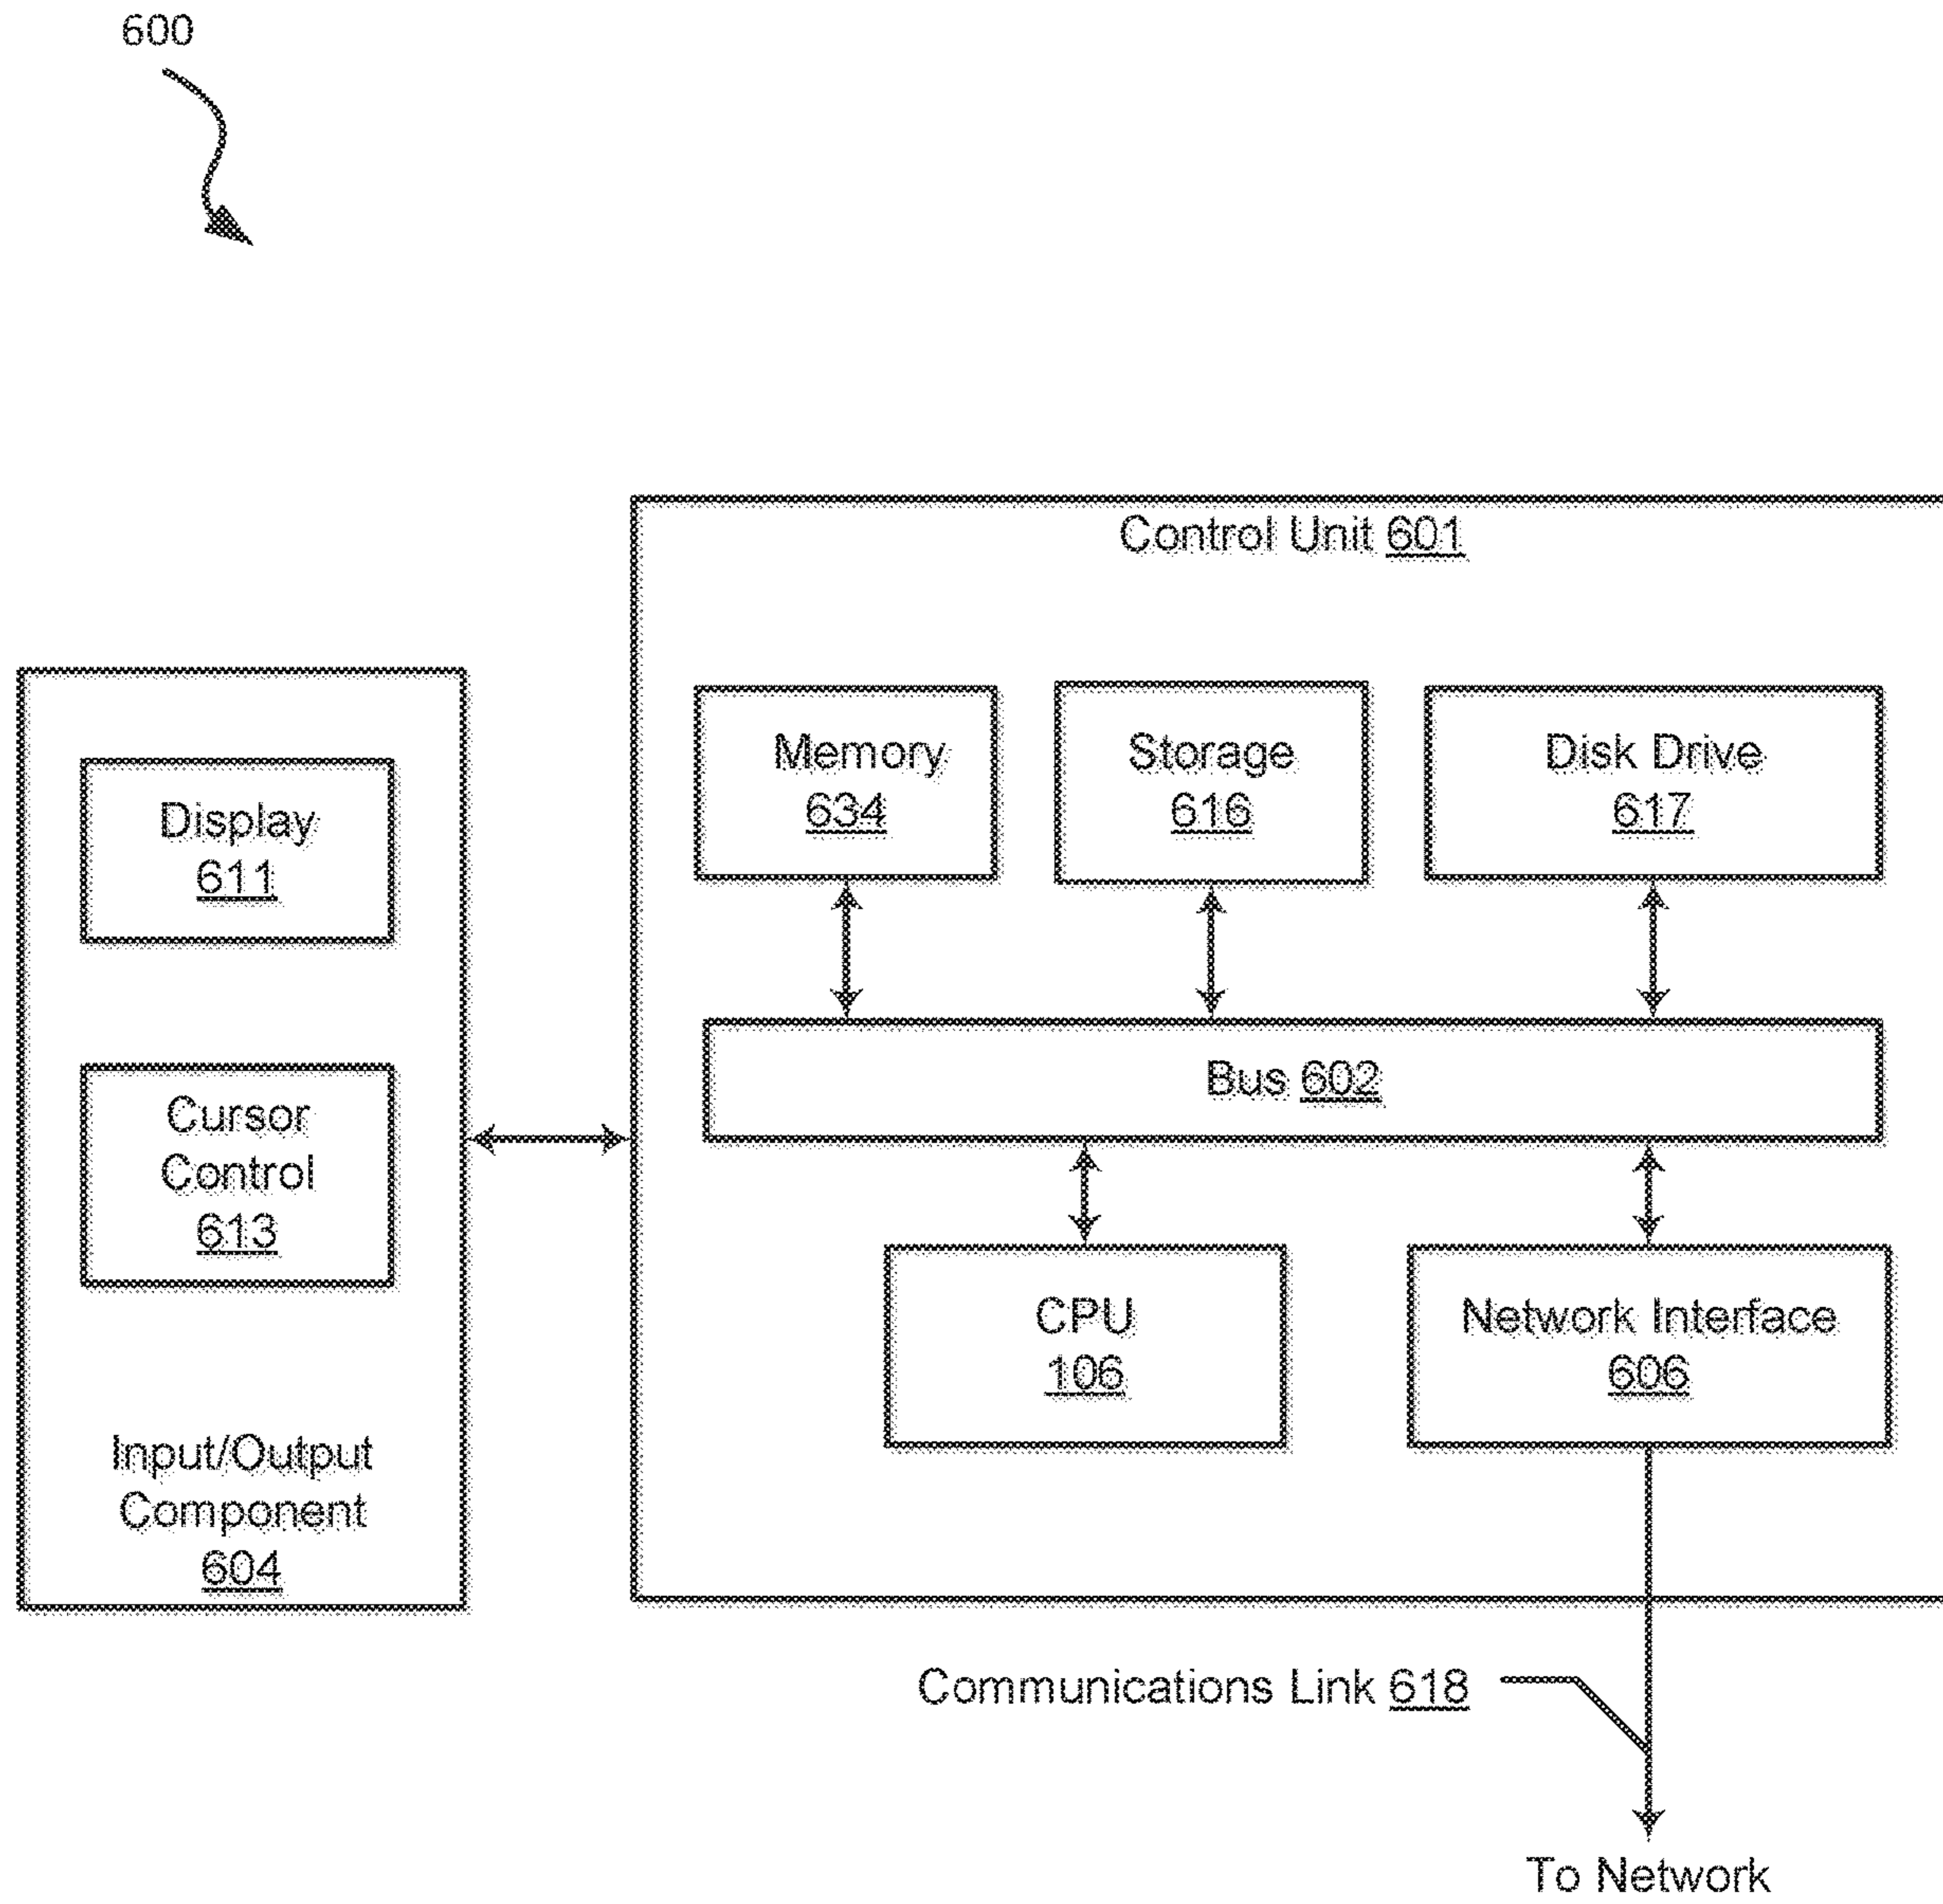 600
Control Unit 601
Memory
634
Storage
616
Disk Drive
617
Display
611
Bus 602
Cursor
Control
613
CPU
106
Network Interface
606
Input/Output
Component
604
Communications Link 618
To Network